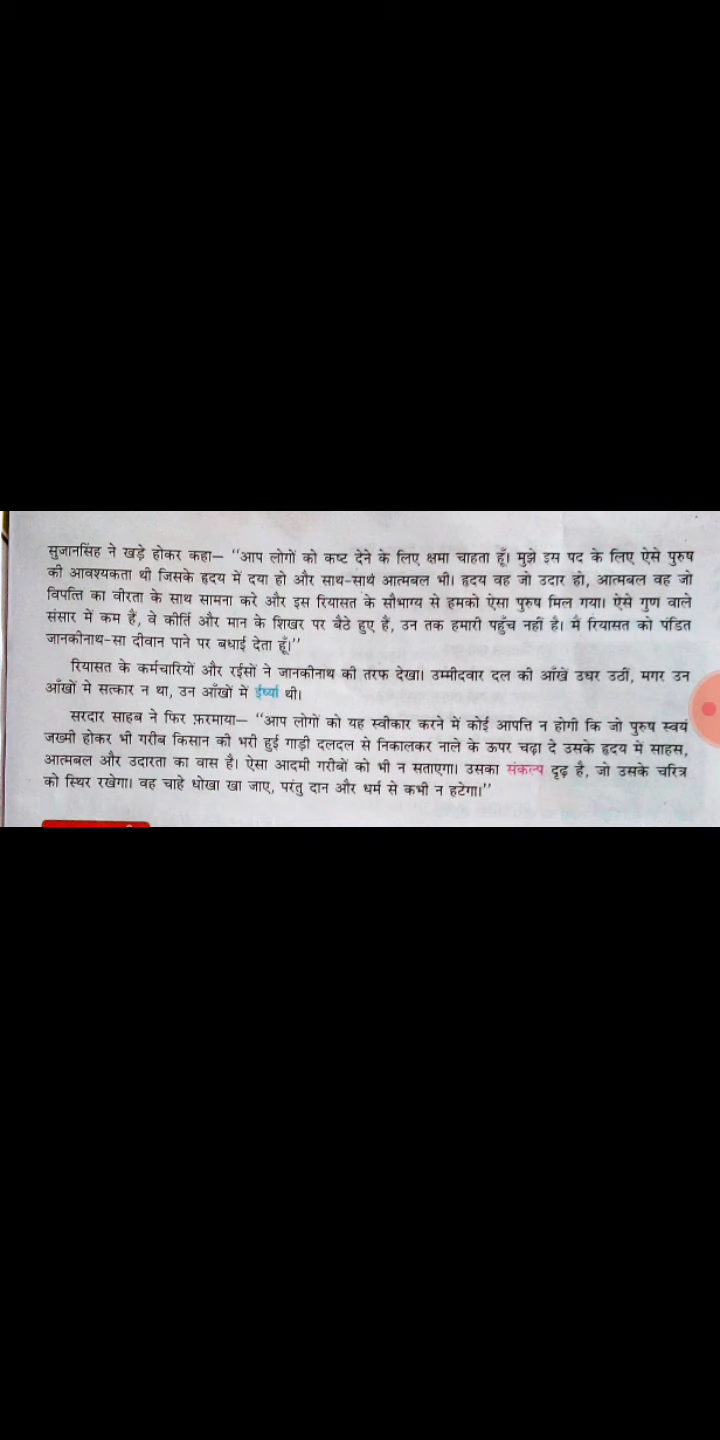 सुजानसिंह ने खड़े होकर कहा— “आप लोगों को कष्ट देने के लिए क्षमा चाहता हूँ। मुझे इस पद के लिए ऐसे पुरुष
की आवश्यकता थी जिसके हृदय में दया हो और साथ-साथ आत्मबल भी। हृदय वह जो उदार हो, आत्मबल वह जो
विपत्ति का वीरता के साथ सामना करे और इस रियासत के सौभाग्य से हमको ऐसा पुरुष मिल गया। ऐसे गुण वाले
संसार में कम हैं, वे कीर्ति और मान के शिखर पर बैठे हुए हैं, उन तक हमारी पहुँच नहीं है। मैं रियासत को पंडित
जानकीनाथ-सा दीवान पाने पर बधाई देता हूँ।”
रियासत के कर्मचारियों और रईसों ने जानकीनाथ की तरफ देखा। उम्मीदवार दल की आँखें उधर उठीं, मगर उन
आँखों मे सत्कार न था, उन आँखों में ईर्ष्या थी।
सरदार साहब ने फिर फ़रमाया— “आप लोगों को यह स्वीकार करने में कोई आपत्ति न होगी कि जो पुरुष स्वयं
जख्मी होकर भी गरीब किसान की भरी हुई गाड़ी दलदल से निकालकर नाले के ऊपर चढ़ा दे उसके हृदय में साहस,
आत्मबल और उदारता का वास है। ऐसा आदमी गरीबों को भी न सताएगा। उसका संकल्प दृढ़ है, जो उसके चरित्र
को स्थिर रखेगा। वह चाहे धोखा खा जाए, परंतु दान और धर्म से कभी न हटेगा।”